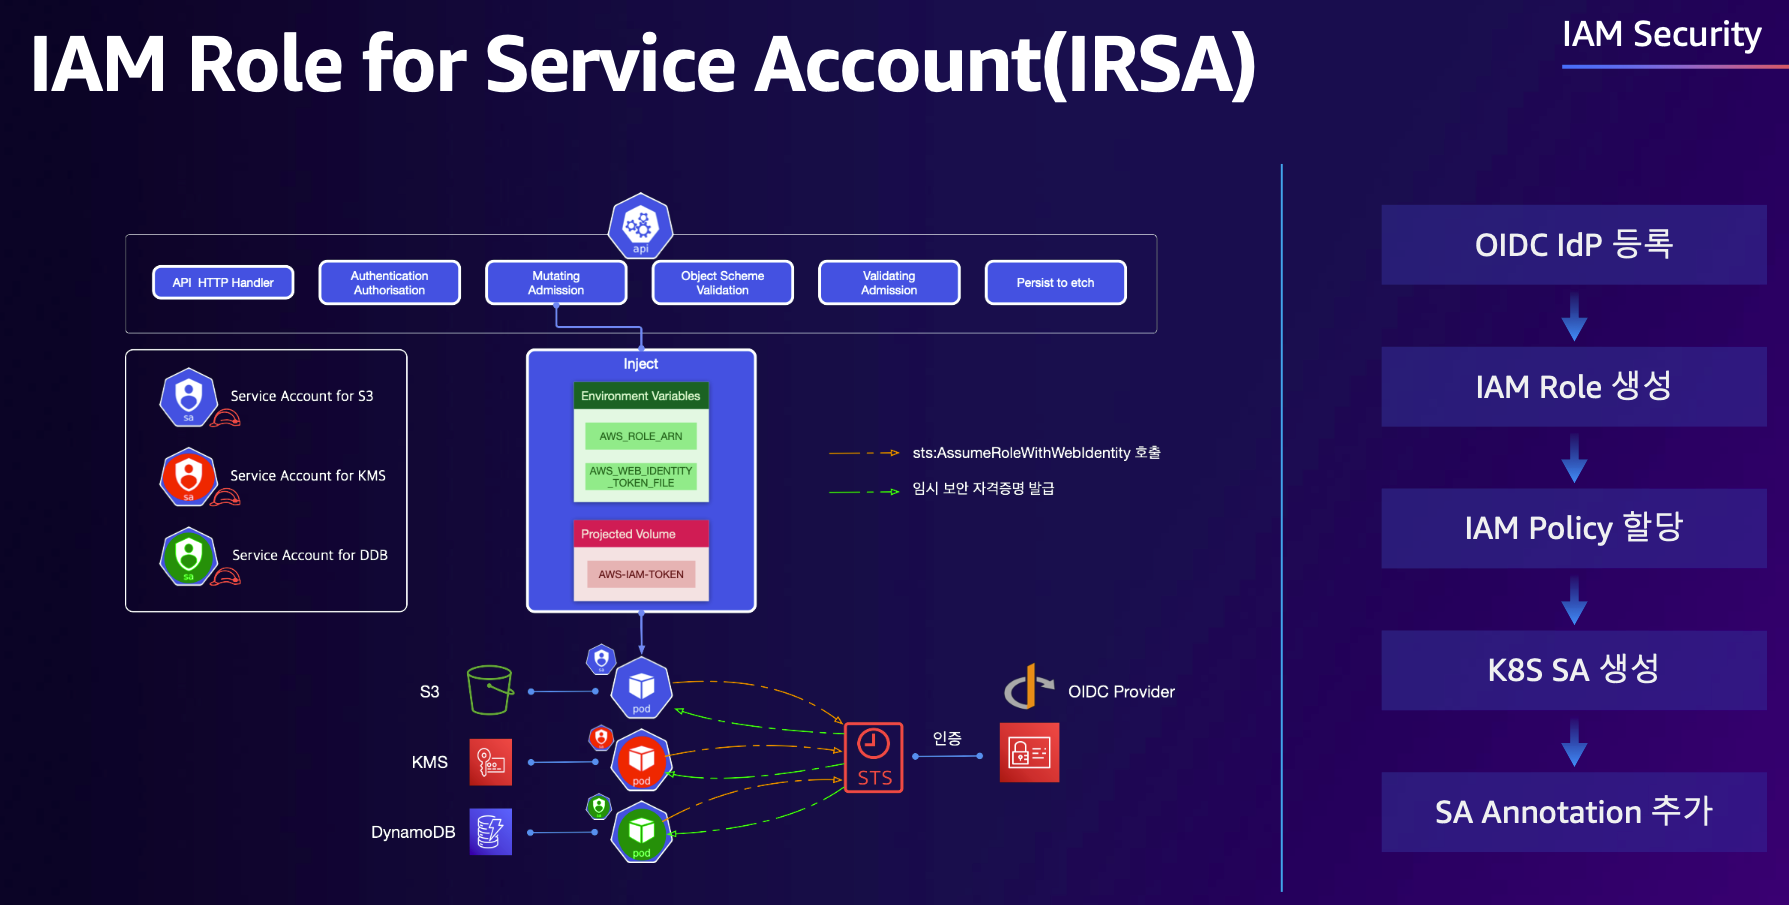 IAM Role for Service Account(IRSA)
IAM Security
api
API HTTP Handler
Authentication
Authorisation
Mutating
Admission
Object Scheme
Validation
Validating
Admission
Persist to etch
sa
Service Account for S3
sa
Service Account for KMS
sa
Service Account for DDB
Inject
Environment Variables
AWS_ROLE_ARN
AWS_WEB_IDENTITY
_TOKEN_FILE
Projected Volume
AWS-IAM-TOKEN
sts:AssumeRoleWithWebIdentity 호출
임시 보안 자격증명 발급
S3
sa
pod
KMS
sa
pod
DynamoDB
sa
pod
STS
인증
OIDC Provider
OIDC IdP 등록
IAM Role 생성
IAM Policy 할당
K8S SA 생성
SA Annotation 추가